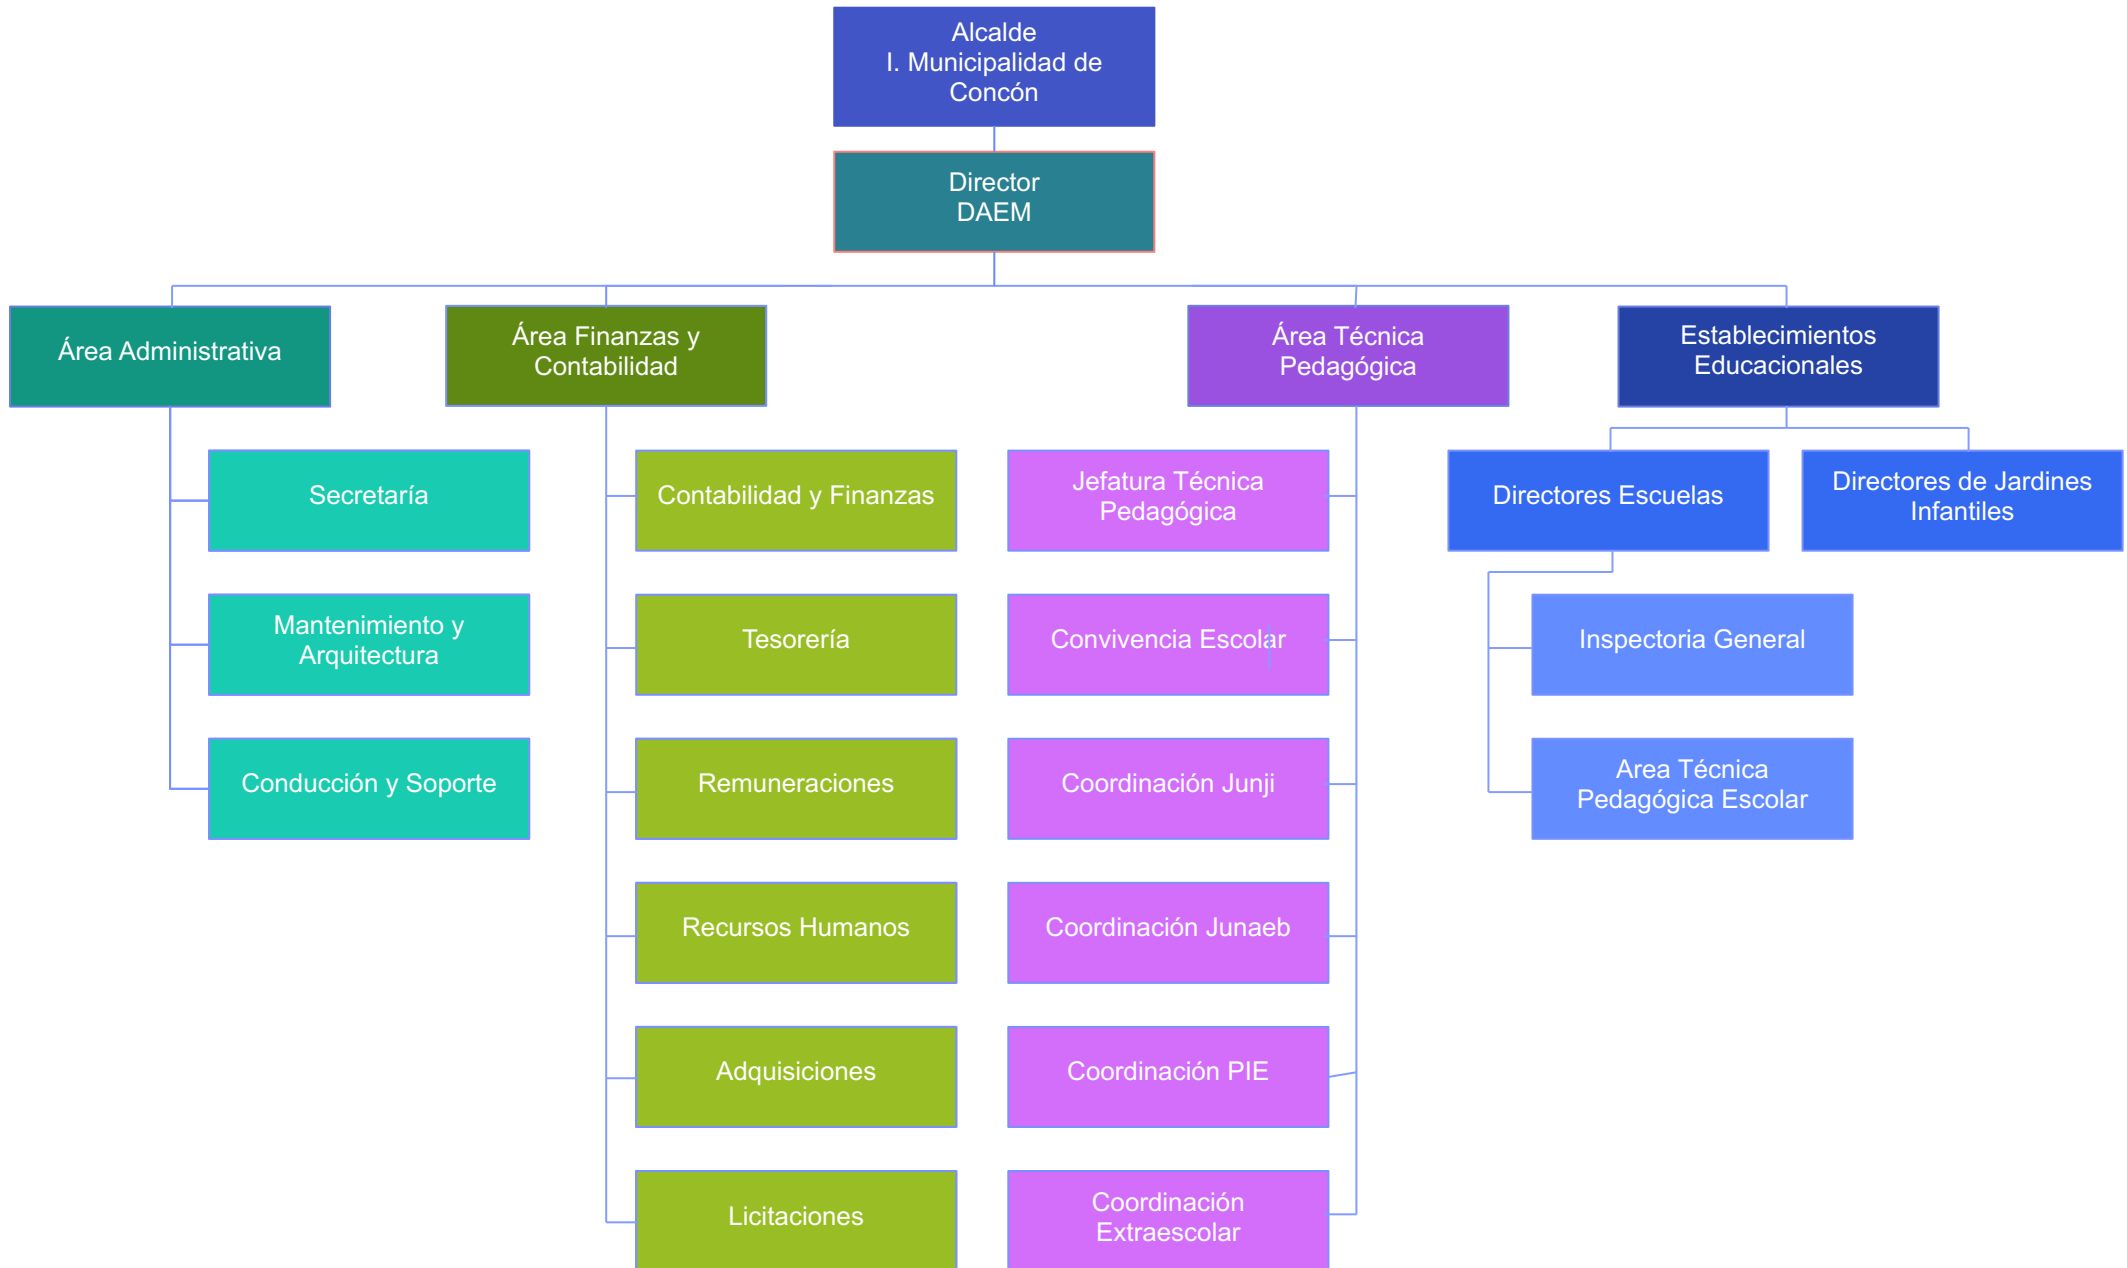 Alcalde
I. Municipalidad de
Concón
Director
DAEM
Área Administrativa
Área Finanzas y
Contabilidad
Área Técnica
Pedagógica
Establecimientos
Educacionales
Secretaría
Mantenimiento y
Arquitectura
Conducción y Soporte
Contabilidad y Finanzas
Tesorería
Remuneraciones
Recursos Humanos
Adquisiciones
Licitaciones
Jefatura Técnica
Pedagógica
Convivencia Escolar
Coordinación Junji
Coordinación Junaeb
Coordinación PIE
Coordinación
Extraescolar
Directores Escuelas
Directores de Jardines
Infantiles
Inspectoria General
Area Técnica
Pedagógica Escolar